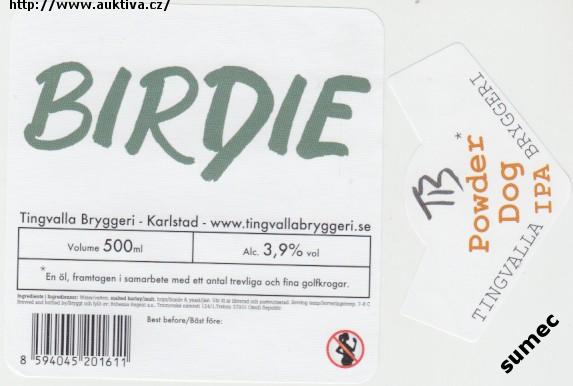 http://www.auktiva.cz/
BIRDIE
Tingvalla Bryggeri - Karlstad - www.tingvallabryggeri.se
Volume 500ml
Alc. 3,9% vol
*En öl, framtagen i samarbete med ett antal trevliga och fina golfkrogar.
Best before/Bäst före:
8 594045 201611
TB
Powder*
Dog
IPA
TINGVALLA BRYGGERI
sumec